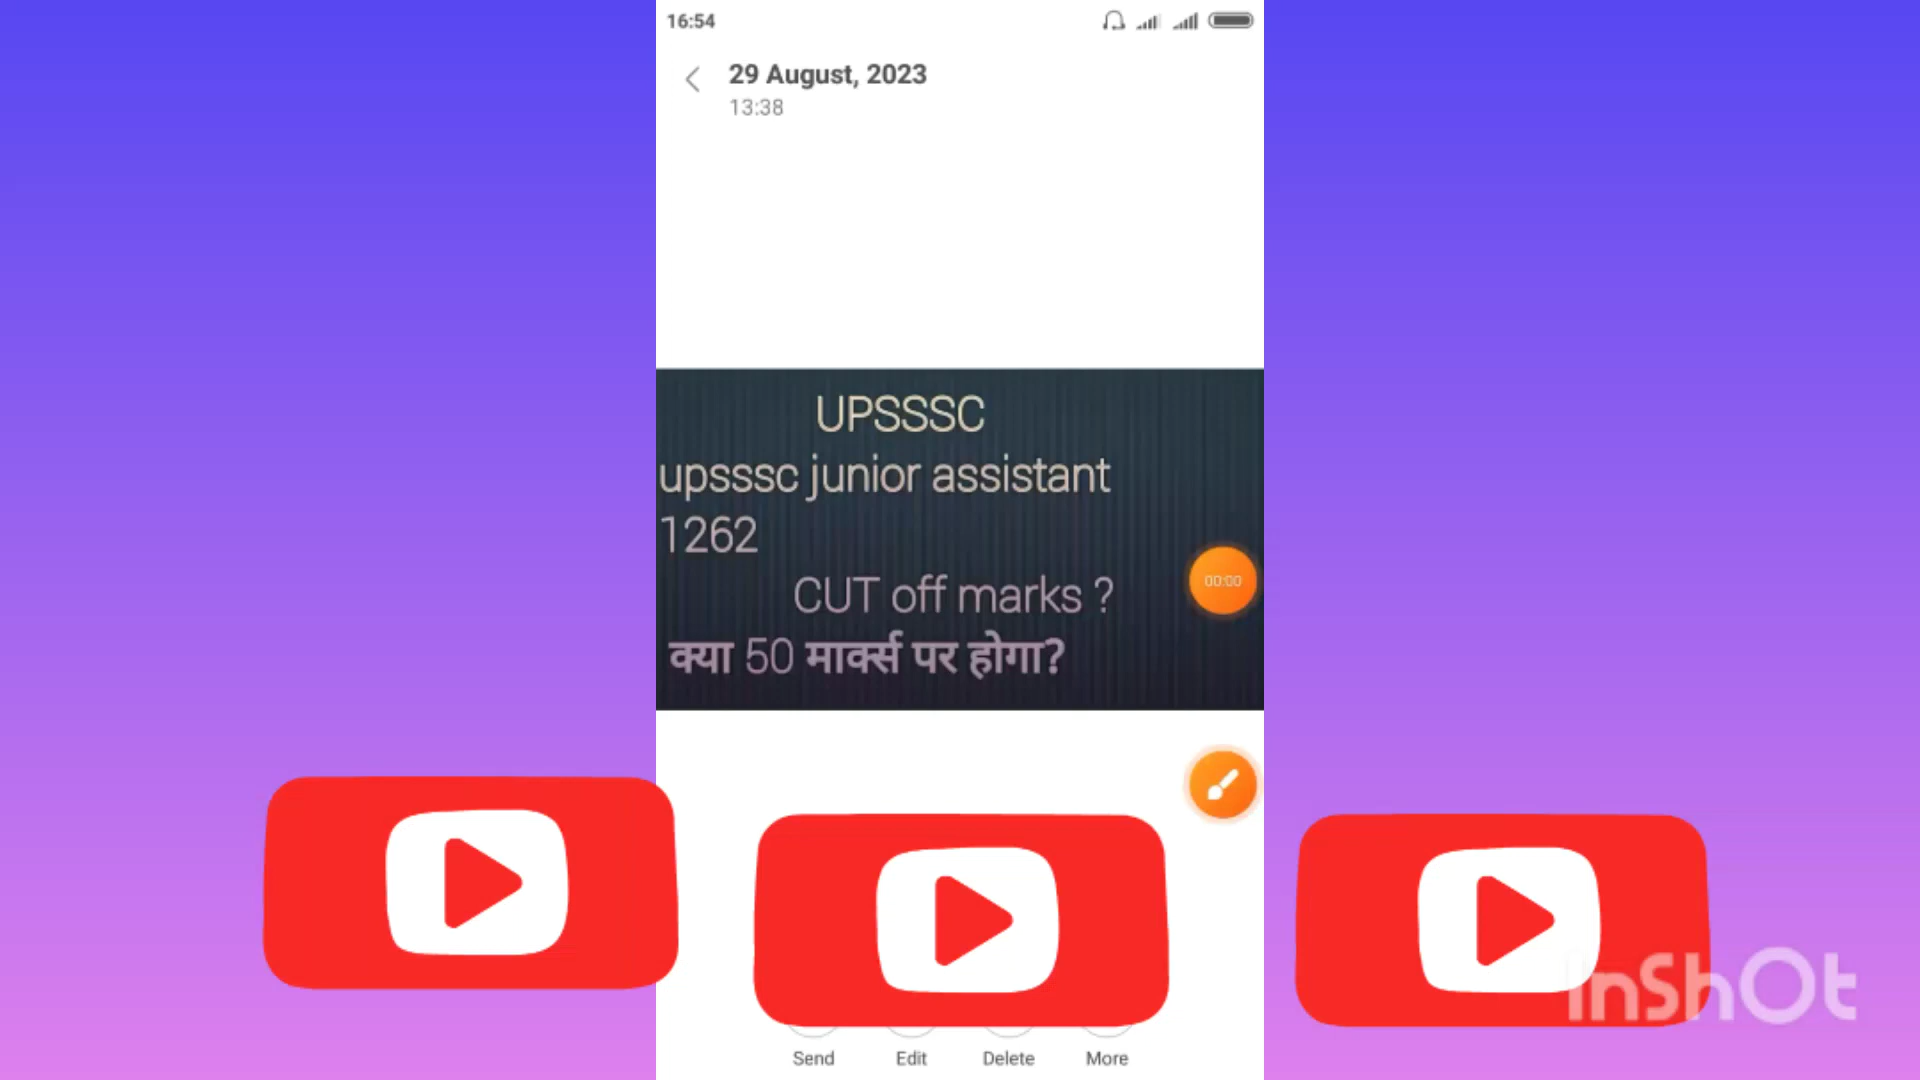 16:54
29 August, 2023
13:38
UPSSSC
upsssc junior assistant
1262
CUT off marks ?
क्या 50 मार्क्स पर होगा?
00:00
Send Edit Delete More
InShOt